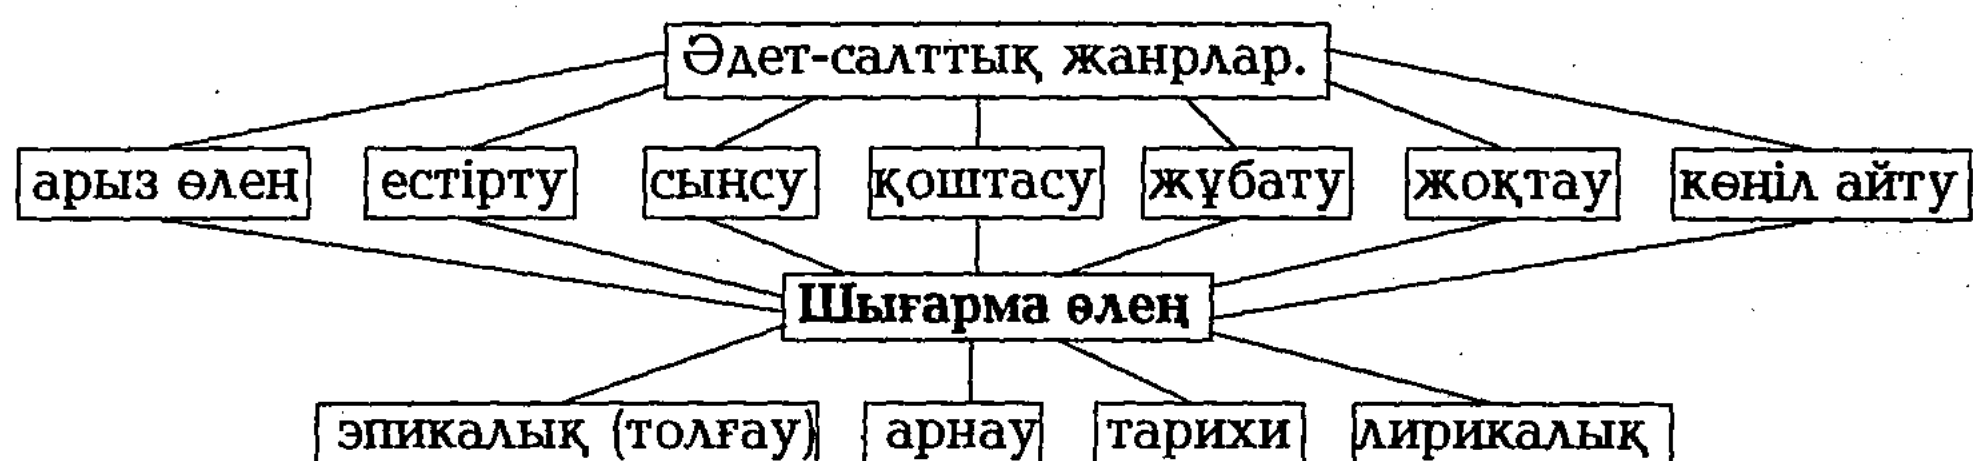 Әдет-салттық жанрлар.
арыз өлең естірту сыңсу қоштасу жұбату жоқтау көңіл айту
Шығарма өлең
эпикалық (толғау) арнау тарихи лирикалық